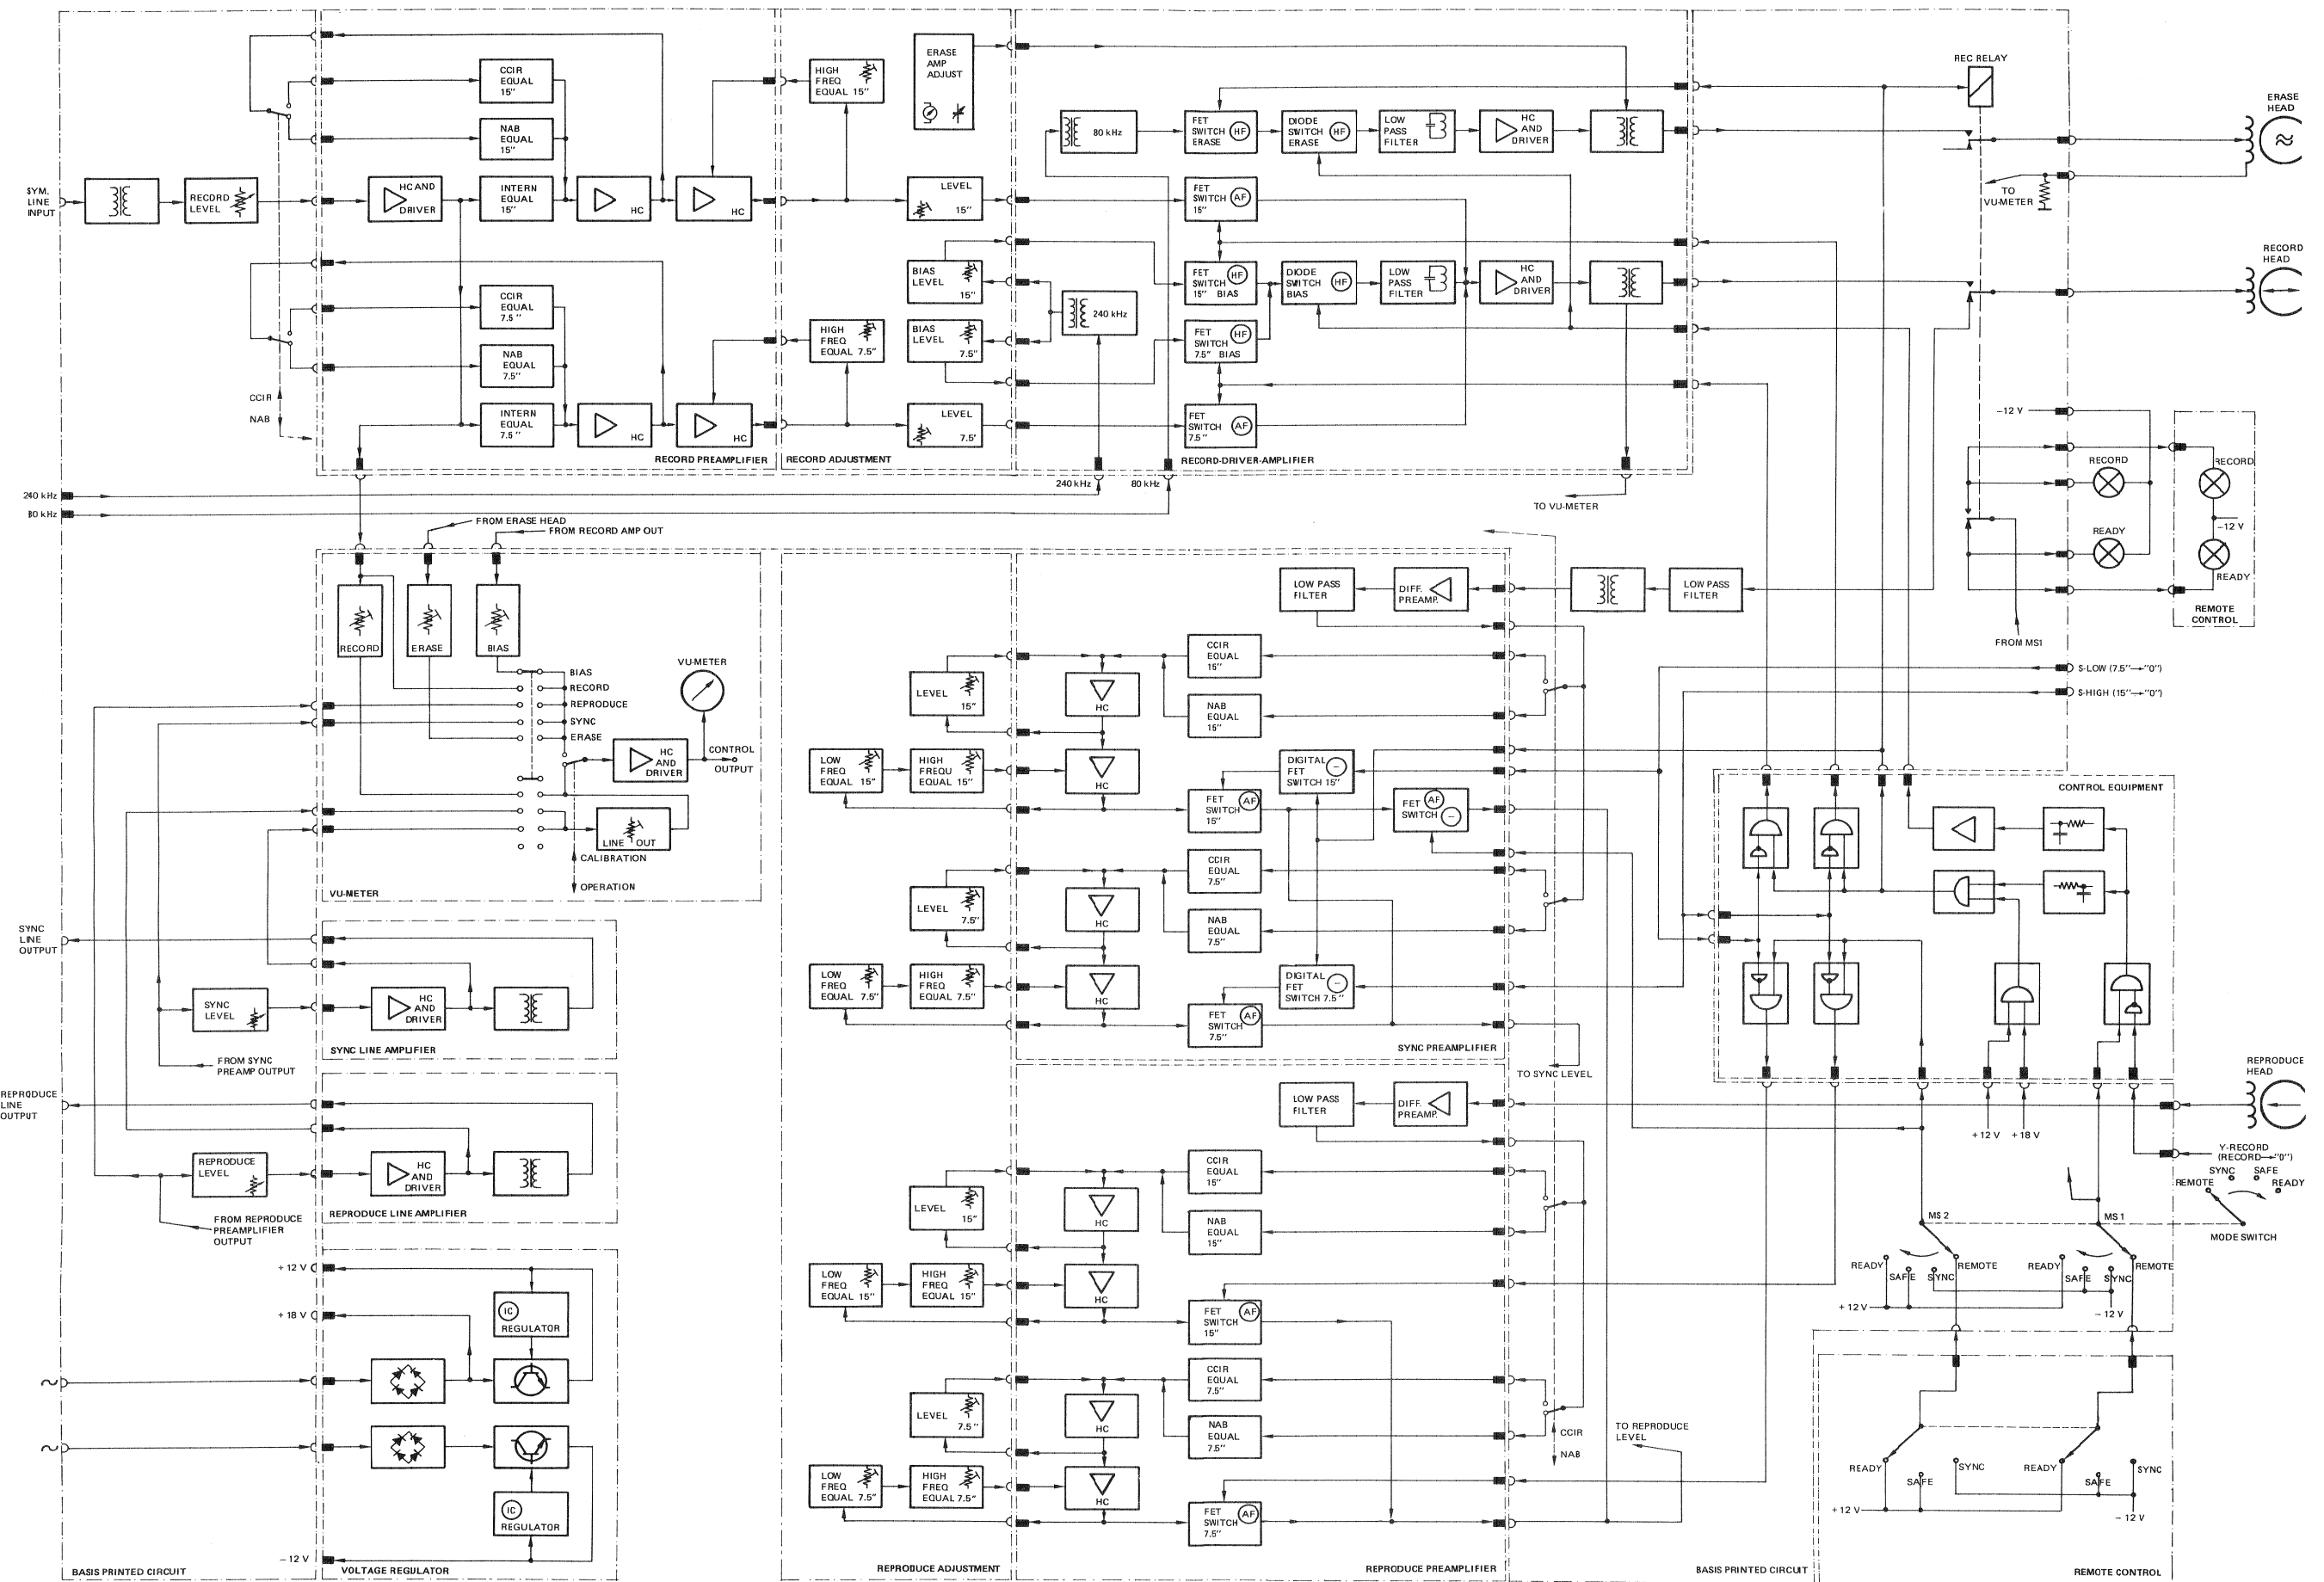 SYM.
LINE
INPUT
RECORD
LEVEL
CCIR
NAB
HC AND
DRIVER
CCIR
EQUAL
15"
NAB
EQUAL
15"
INTERN
EQUAL
15"
HC
HC
CCIR
EQUAL
7.5"
NAB
EQUAL
7.5"
INTERN
EQUAL
7.5"
HC
HC
RECORD PREAMPLIFIER
HIGH
FREQ
EQUAL 15"
HIGH
FREQ
EQUAL 7.5"
ERASE
AMP
ADJUST
LEVEL
15"
BIAS
LEVEL
15"
BIAS
LEVEL
7.5"
LEVEL
7.5'
RECORD ADJUSTMENT
80 kHz
240 kHz
FET
SWITCH
ERASE
HF
DIODE
SWITCH
ERASE
HF
LOW
PASS
FILTER
HC
AND
DRIVER
FET
SWITCH
15"
AF
FET
SWITCH
15" BIAS
HF
DIODE
SWITCH
BIAS
HF
LOW
PASS
FILTER
HC
AND
DRIVER
FET
SWITCH
7.5" BIAS
HF
FET
SWITCH
7.5"
AF
RECORD-DRIVER-AMPLIFIER
240 kHz
80 kHz
TO VU-METER
REC RELAY
ERASE
HEAD
TO
VU-METER
RECORD
HEAD
-12 V
RECORD
READY
RECORD
-12 V
READY
REMOTE
CONTROL
FROM MS1
S-LOW (7.5"→"0")
S-HIGH (15"→"0")
240 kHz
80 kHz
FROM ERASE HEAD
FROM RECORD AMP OUT
RECORD
ERASE
BIAS
BIAS
RECORD
REPRODUCE
SYNC
ERASE
VU-METER
HC
AND
DRIVER
CONTROL
OUTPUT
LINE OUT
CALIBRATION
OPERATION
VU-METER
SYNC
LINE
OUTPUT
SYNC
LEVEL
HC
AND
DRIVER
SYNC LINE AMPLIFIER
FROM SYNC
PREAMP OUTPUT
REPRODUCE
LINE
OUTPUT
REPRODUCE
LEVEL
HC
AND
DRIVER
REPRODUCE LINE AMPLIFIER
FROM REPRODUCE
PREAMPLIFIER
OUTPUT
+ 12 V
+ 18 V
IC
REGULATOR
IC
REGULATOR
- 12 V
BASIS PRINTED CIRCUIT
VOLTAGE REGULATOR
LOW PASS
FILTER
DIFF.
PREAMP.
LOW PASS
FILTER
LEVEL
15"
HC
CCIR
EQUAL
15"
NAB
EQUAL
15"
LOW
FREQ
EQUAL 15"
HIGH
FREQU
EQUAL 15"
HC
DIGITAL
FET
SWITCH 15"
FET
SWITCH
15"
AF
FET
SWITCH
AF
LEVEL
7.5"
HC
CCIR
EQUAL
7.5"
NAB
EQUAL
7.5"
LOW
FREQ
EQUAL 7.5"
HIGH
FREQ
EQUAL 7.5"
HC
DIGITAL
FET
SWITCH 7.5"
FET
SWITCH
7.5"
AF
SYNC PREAMPLIFIER
TO SYNC LEVEL
LOW PASS
FILTER
DIFF.
PREAMP.
LEVEL
15"
HC
CCIR
EQUAL
15"
NAB
EQUAL
15"
LOW
FREQ
EQUAL 15"
HIGH
FREQ
EQUAL 15"
HC
FET
SWITCH
15"
AF
LEVEL
7.5"
HC
CCIR
EQUAL
7.5"
NAB
EQUAL
7.5"
CCIR
NAB
TO REPRODUCE
LEVEL
LOW
FREQ
EQUAL 7.5"
HIGH
FREQ
EQUAL 7.5"
HC
FET
SWITCH
7.5"
AF
REPRODUCE ADJUSTMENT
REPRODUCE PREAMPLIFIER
CONTROL EQUIPMENT
REPRODUCE
HEAD
+ 12 V
+ 18 V
Y-RECORD
(RECORD→"0")
REMOTE
SYNC
SAFE
READY
MODE SWITCH
MS 2
MS 1
READY
SAFE
SYNC
REMOTE
READY
SAFE
SYNC
REMOTE
+ 12 V
- 12 V
READY
SAFE
SYNC
READY
SAFE
SYNC
+ 12 V
- 12 V
BASIS PRINTED CIRCUIT
REMOTE CONTROL